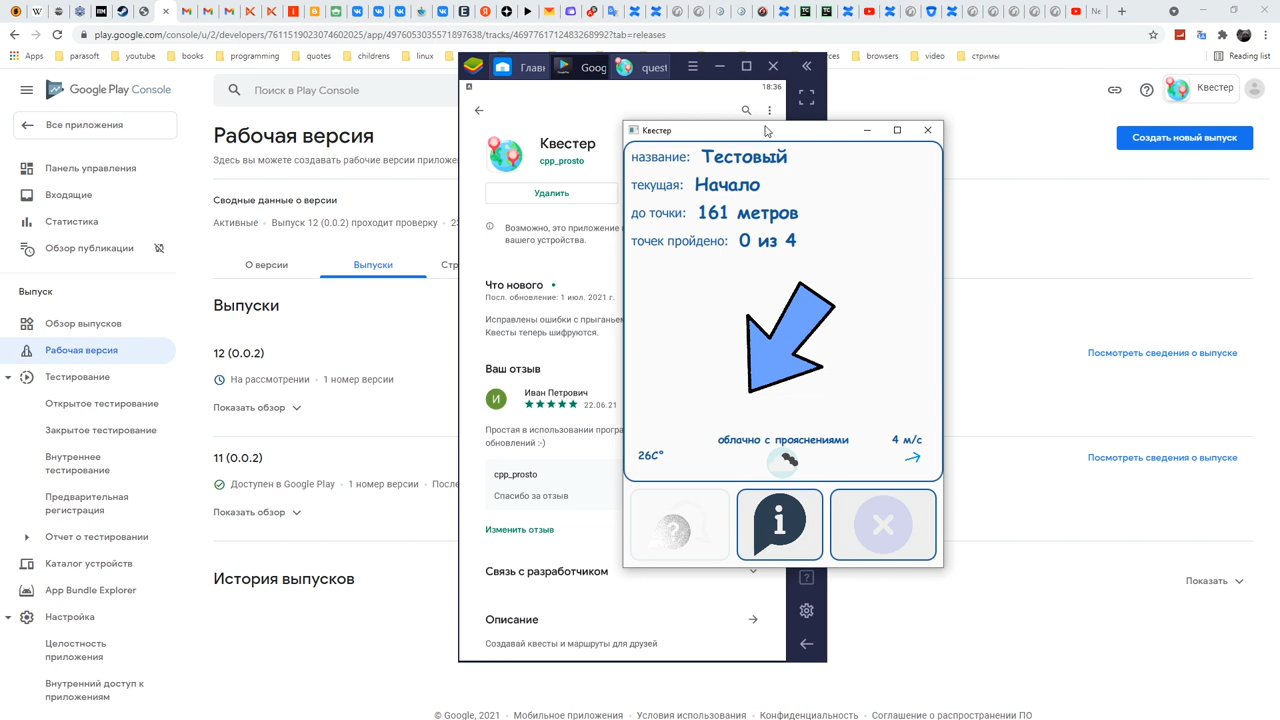 Ne
play.google.com/console/u/2/developers/7611519023074602025/app/4976053035571897638/tracks/4697761712483268992?tab=releases
Apps
parasoft
youtube
books
programming
quotes
childrens
linux
browsers
video
стримы
Reading list
Google Play Console
Поиск в Play Console
Квестер
Все приложения
Панель управления
Входящие
Статистика
Обзор публикации
Выпуск
Обзор выпусков
Рабочая версия
Тестирование
Открытое тестирование
Закрытое тестирование
Внутреннее
тестирование
Предварительная
регистрация
Отчет о тестировании
Каталог устройств
App Bundle Explorer
Настройка
Целостность
приложения
Внутренний доступ к
приложениям
Рабочая версия
Здесь вы можете создавать рабочие версии приложе
Создать новый выпуск
Сводные данные о версии
Активные · Выпуск 12 (0.0.2) проходит проверку
О версии
Выпуски
Стр
Выпуски
12 (0.0.2)
На рассмотрении · 1 номер версии
Показать обзор
Посмотреть сведения о выпуске
11 (0.0.2)
Доступен в Google Play · 1 номер версии · После
Показать обзор
Посмотреть сведения о выпуске
История выпусков
Показать
© Google, 2021 · Мобильное приложение · Условия использования · Конфиденциальность · Соглашение о распространении ПО
Главн
Goog
quest
18:36
Квестер
cpp_prosto
Удалить
Возможно, это приложение н
вашего устройства.
Что нового
Посл. обновление: 1 июл. 2021 г.
Исправлены ошибки с прыганьем
Квесты теперь шифруются.
Ваш отзыв
И
Иван Петрович
22.06.21
Простая в использовании програ
обновлений :-)
cpp_prosto
Спасибо за отзыв
Изменить отзыв
Связь с разработчиком
Описание
Создавай квесты и маршруты для друзей
Квестер
название: Тестовый
текущая: Начало
до точки: 161 метров
точек пройдено: 0 из 4
облачно с прояснениями
4 м/с
26C°